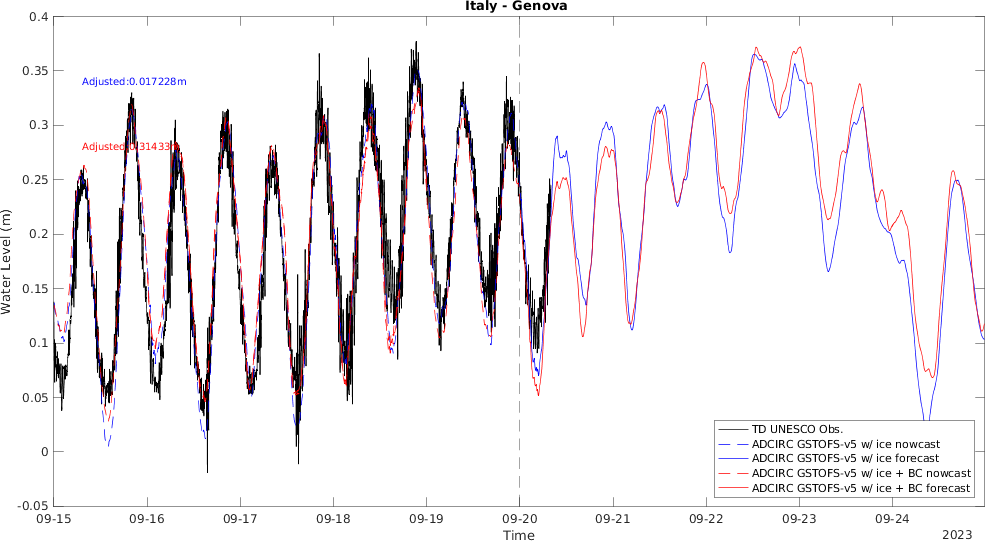 Italy - Genova
0.4
0.35
0.3
0.25
0.2
0.15
0.1
0.05
0
-0.05
Water Level (m)
Adjusted:0.017228m
09-15
09-16
09-17
09-18
09-19
09-20
09-21
09-22
09-23
09-24
Time
2023
TD UNESCO Obs.
ADCIRC GSTOFS-v5 w/ ice nowcast
ADCIRC GSTOFS-v5 w/ ice forecast
ADCIRC GSTOFS-v5 w/ ice + BC nowcast
ADCIRC GSTOFS-v5 w/ ice + BC forecast